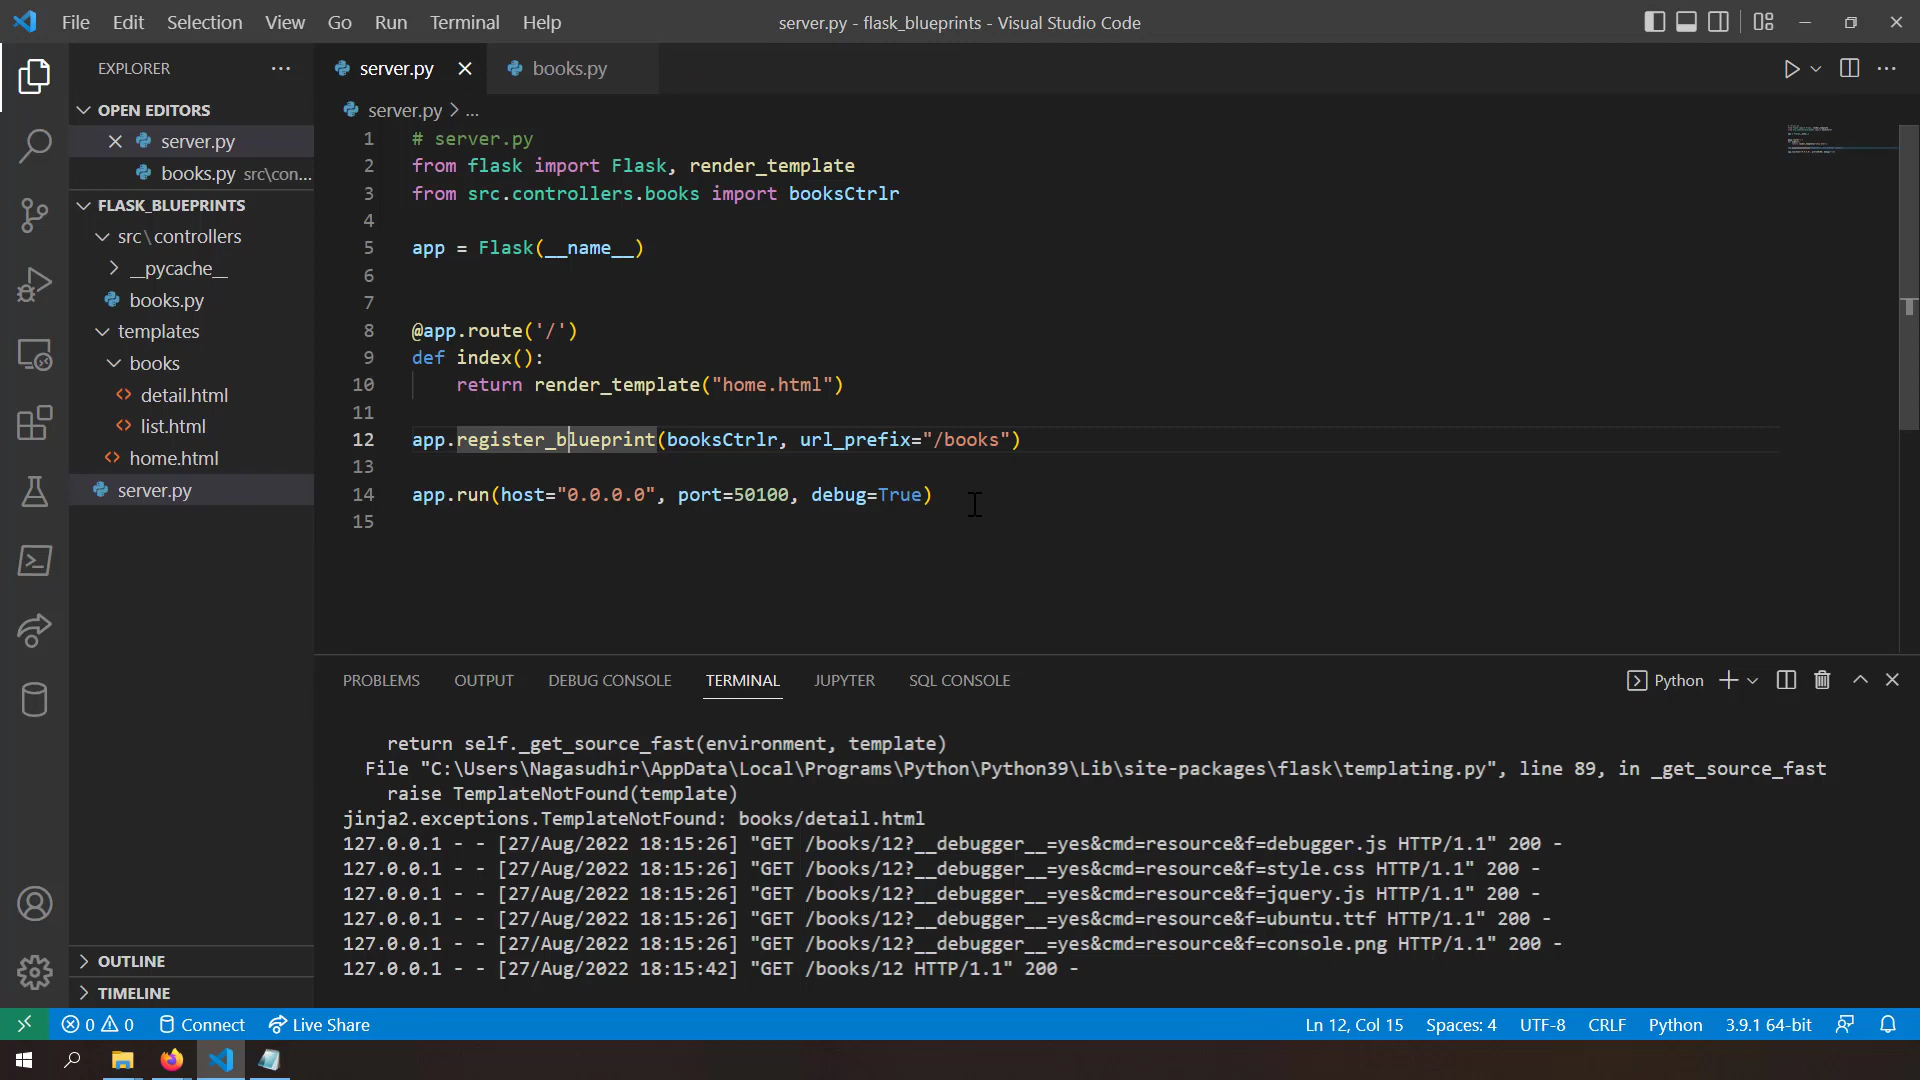 File Edit Selection View Go Run Terminal Help
server.py - flask_blueprints - Visual Studio Code
EXPLORER
OPEN EDITORS
server.py
books.py src\con...
FLASK_BLUEPRINTS
src\controllers
__pycache__
books.py
templates
books
detail.html
list.html
home.html
server.py
OUTLINE
TIMELINE
server.py
books.py
server.py > ...
1 # server.py
2 from flask import Flask, render_template
3 from src.controllers.books import booksCtrlr
4
5 app = Flask(__name__)
6
7
8 @app.route('/')
9 def index():
10 return render_template("home.html")
11
12 app.register_blueprint(booksCtrlr, url_prefix="/books")
13
14 app.run(host="0.0.0.0", port=50100, debug=True)
15
PROBLEMS OUTPUT DEBUG CONSOLE TERMINAL JUPYTER SQL CONSOLE
Python
return self._get_source_fast(environment, template)
File "C:\Users\Nagasudhir\AppData\Local\Programs\Python\Python39\Lib\site-packages\flask\templating.py", line 89, in _get_source_fast
raise TemplateNotFound(template)
jinja2.exceptions.TemplateNotFound: books/detail.html
127.0.0.1 - - [27/Aug/2022 18:15:26] "GET /books/12?__debugger__=yes&cmd=resource&f=debugger.js HTTP/1.1" 200 -
127.0.0.1 - - [27/Aug/2022 18:15:26] "GET /books/12?__debugger__=yes&cmd=resource&f=style.css HTTP/1.1" 200 -
127.0.0.1 - - [27/Aug/2022 18:15:26] "GET /books/12?__debugger__=yes&cmd=resource&f=jquery.js HTTP/1.1" 200 -
127.0.0.1 - - [27/Aug/2022 18:15:26] "GET /books/12?__debugger__=yes&cmd=resource&f=ubuntu.ttf HTTP/1.1" 200 -
127.0.0.1 - - [27/Aug/2022 18:15:26] "GET /books/12?__debugger__=yes&cmd=resource&f=console.png HTTP/1.1" 200 -
127.0.0.1 - - [27/Aug/2022 18:15:42] "GET /books/12 HTTP/1.1" 200 -
0 0 Connect Live Share
Ln 12, Col 15 Spaces: 4 UTF-8 CRLF Python 3.9.1 64-bit